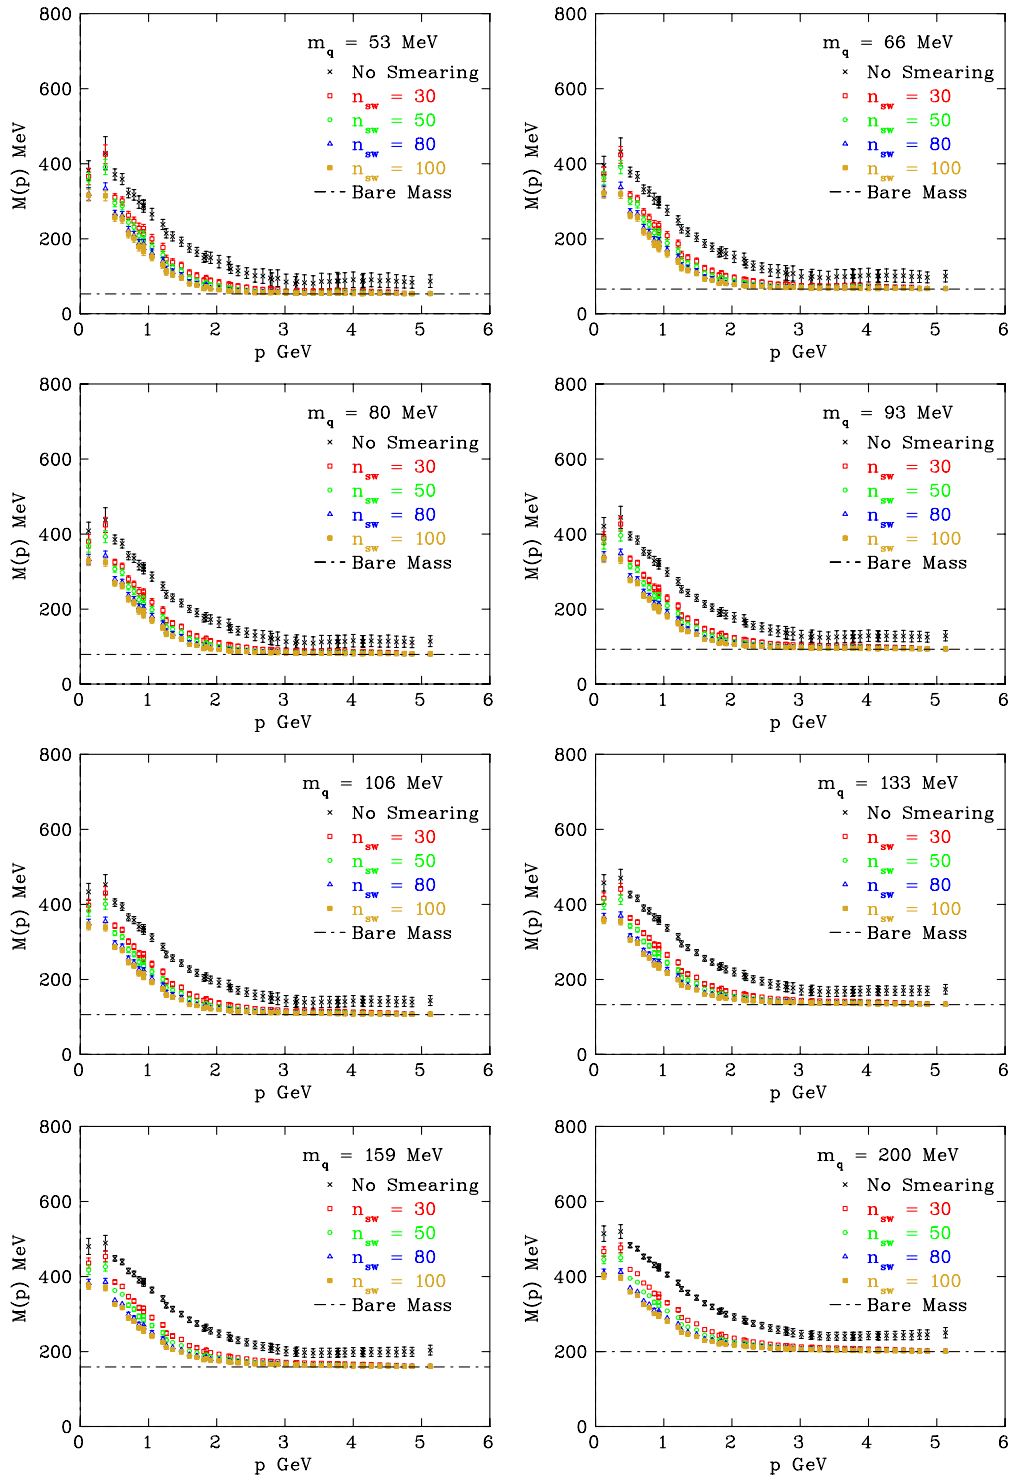 800
600
400
200
0
M(p) MeV
m_q = 53 MeV
No Smearing
n_sw = 30
n_sw = 50
n_sw = 80
n_sw = 100
Bare Mass
0 1 2 3 4 5 6
p GeV
800
600
400
200
0
M(p) MeV
m_q = 66 MeV
No Smearing
n_sw = 30
n_sw = 50
n_sw = 80
n_sw = 100
Bare Mass
0 1 2 3 4 5 6
p GeV
800
600
400
200
0
M(p) MeV
m_q = 80 MeV
No Smearing
n_sw = 30
n_sw = 50
n_sw = 80
n_sw = 100
Bare Mass
0 1 2 3 4 5 6
p GeV
800
600
400
200
0
M(p) MeV
m_q = 93 MeV
No Smearing
n_sw = 30
n_sw = 50
n_sw = 80
n_sw = 100
Bare Mass
0 1 2 3 4 5 6
p GeV
800
600
400
200
0
M(p) MeV
m_q = 106 MeV
No Smearing
n_sw = 30
n_sw = 50
n_sw = 80
n_sw = 100
Bare Mass
0 1 2 3 4 5 6
p GeV
800
600
400
200
0
M(p) MeV
m_q = 133 MeV
No Smearing
n_sw = 30
n_sw = 50
n_sw = 80
n_sw = 100
Bare Mass
0 1 2 3 4 5 6
p GeV
800
600
400
200
0
M(p) MeV
m_q = 159 MeV
No Smearing
n_sw = 30
n_sw = 50
n_sw = 80
n_sw = 100
Bare Mass
0 1 2 3 4 5 6
p GeV
800
600
400
200
0
M(p) MeV
m_q = 200 MeV
No Smearing
n_sw = 30
n_sw = 50
n_sw = 80
n_sw = 100
Bare Mass
0 1 2 3 4 5 6
p GeV